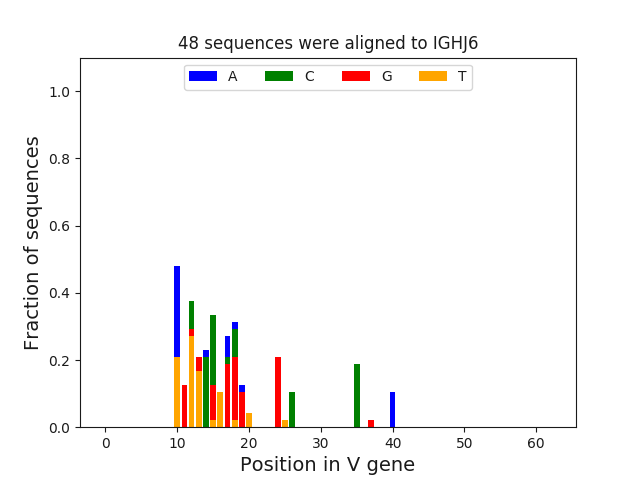 48 sequences were aligned to IGHJ6
A C G T
Fraction of sequences
1.0
0.8
0.6
0.4
0.2
0.0
0 10 20 30 40 50 60
Position in V gene